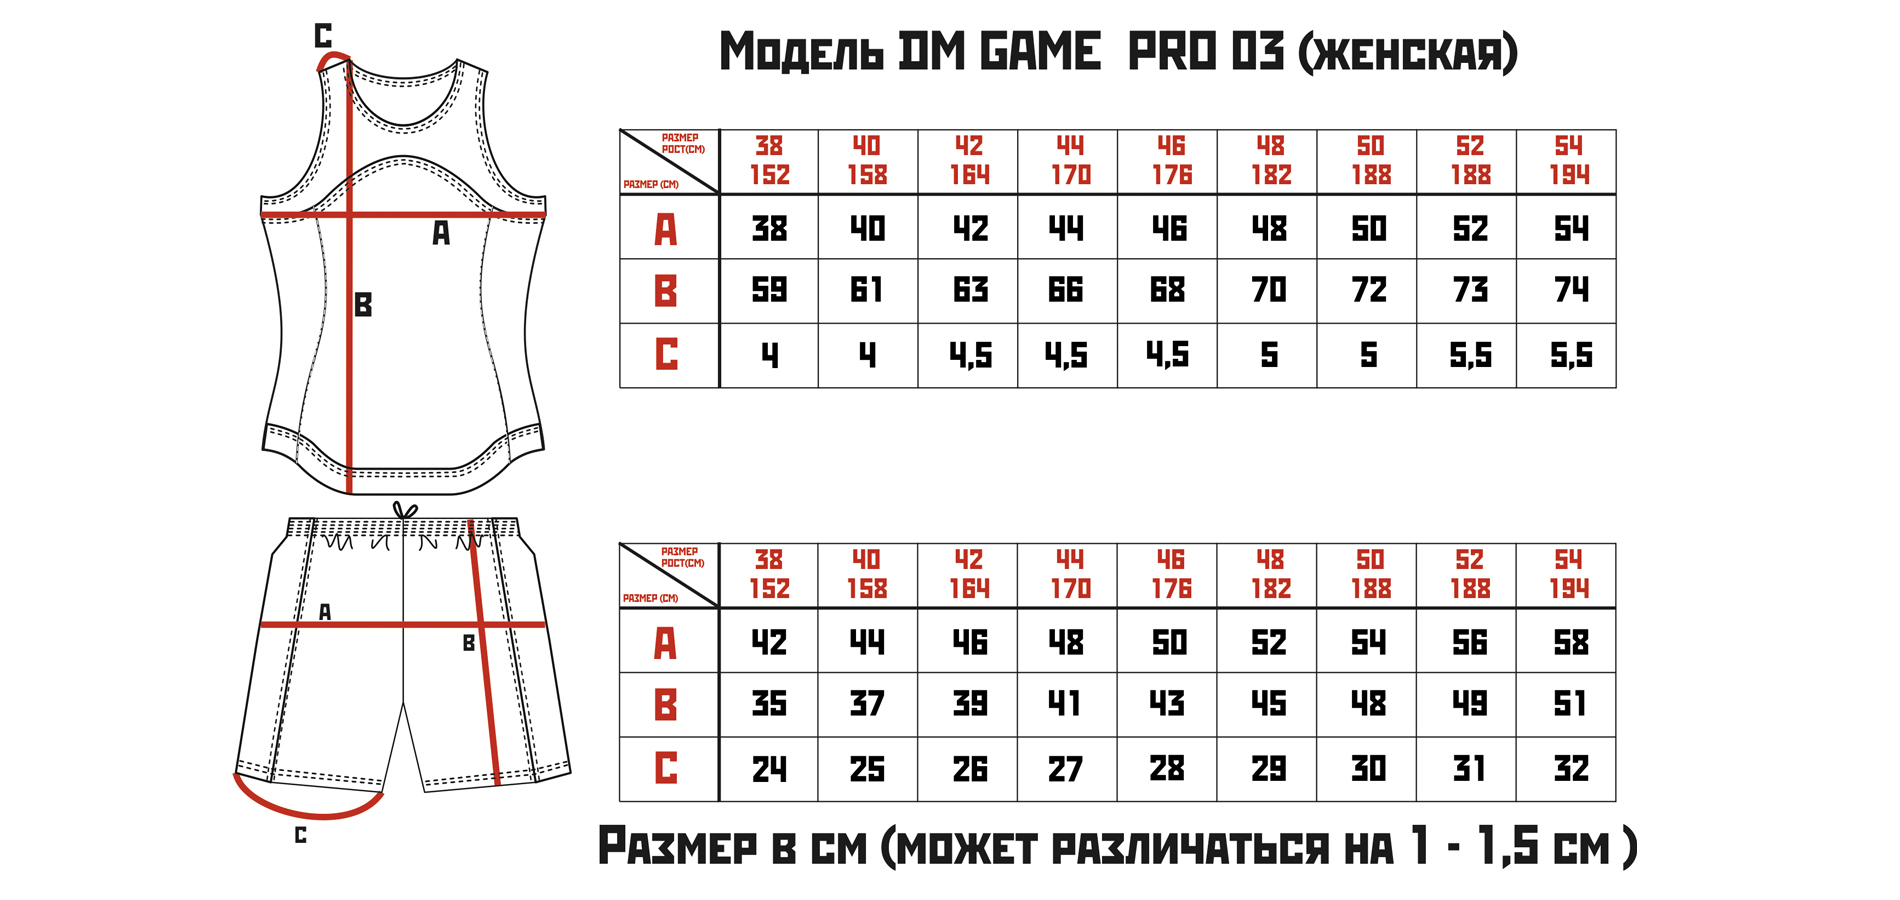 C
A
B
Модель DM GAME PRO 03 (женская)
РАЗМЕР 38 40 42 44 46 48 50 52 54
РОСТ(СМ) 152 158 164 170 176 182 188 188 194
РАЗМЕР (СМ)
A 38 40 42 44 46 48 50 52 54
B 59 61 63 66 68 70 72 73 74
C 4 4 4,5 4,5 4,5 5 5 5,5 5,5
A
B
C
РАЗМЕР 38 40 42 44 46 48 50 52 54
РОСТ(СМ) 152 158 164 170 176 182 188 188 194
РАЗМЕР (СМ)
A 42 44 46 48 50 52 54 56 58
B 35 37 39 41 43 45 48 49 51
C 24 25 26 27 28 29 30 31 32
Размер в см (может различаться на 1 - 1,5 см )